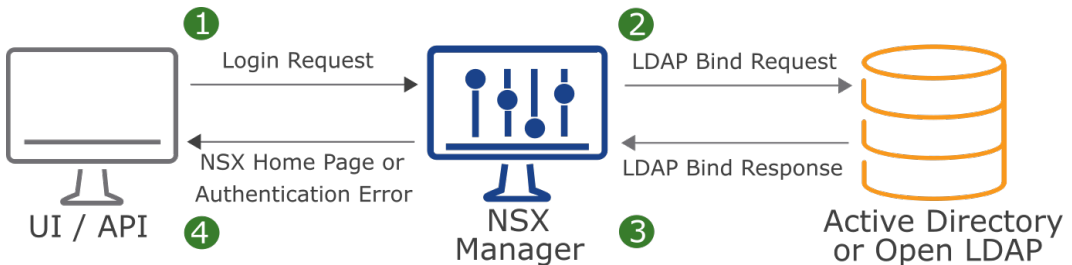 1
2
Login Request
LDAP Bind Request
NSX Home Page or
Authentication Error
LDAP Bind Response
UI / API
4
NSX
Manager
3
Active Directory
or Open LDAP